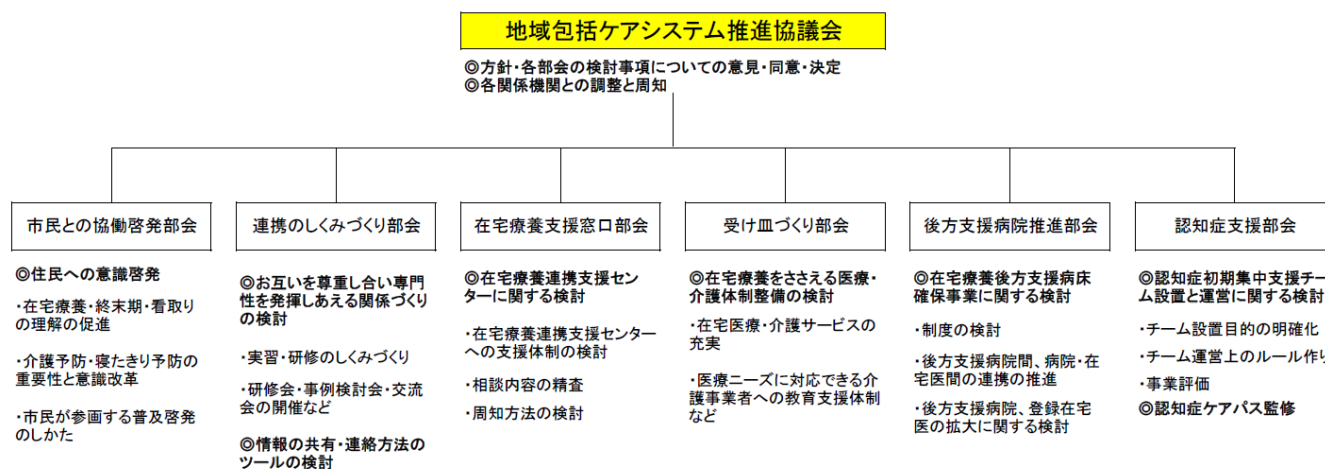 地域包括ケアシステム推進協議会
◎方針・各部会の検討事項についての意見・同意・決定
◎各関係機関との調整と周知
市民との協働啓発部会
◎住民への意識啓発
・在宅療養・終末期・看取り
の理解の促進
・介護予防・寝たきり予防の
重要性と意識改革
・市民が参画する普及啓発
のしかた
連携のしくみづくり部会
◎お互いを尊重し合い専門
性を発揮しあえる関係づくり
の検討
・実習・研修のしくみづくり
・研修会・事例検討会・交流
会の開催など
◎情報の共有・連絡方法の
ツールの検討
在宅療養支援窓口部会
◎在宅療養連携支援セン
ターに関する検討
・在宅療養連携支援センター
への支援体制の検討
・相談内容の精査
・周知方法の検討
受け皿づくり部会
◎在宅療養をささえる医療・
介護体制整備の検討
・在宅医療・介護サービスの
充実
・医療ニーズに対応できる介
護事業者への教育支援体制
など
後方支援病院推進部会
◎在宅療養後方支援病床
確保事業に関する検討
・制度の検討
・後方支援病院間、病院・在
宅医間の連携の推進
・後方支援病院、登録在宅
医の拡大に関する検討
認知症支援部会
◎認知症初期集中支援チー
ム設置と運営に関する検討
・チーム設置目的の明確化
・チーム運営上のルール作り
・事業評価
◎認知症ケアパス監修